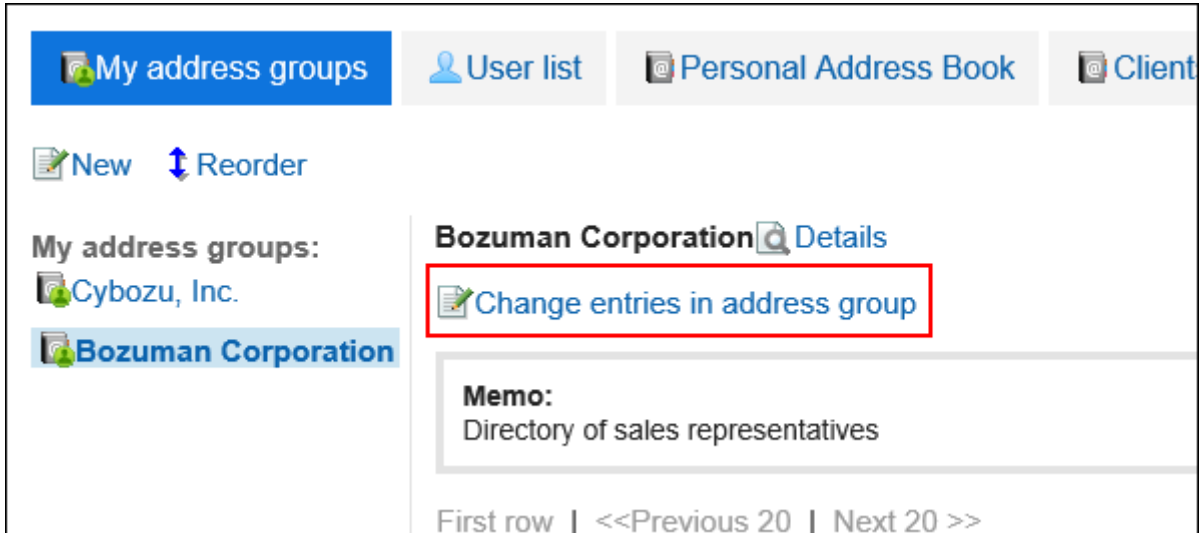 My address groups User list Personal Address Book Client
New Reorder
My address groups:
Cybozu, Inc.
Bozuman Corporation
Bozuman Corporation Details
Change entries in address group
Memo:
Directory of sales representatives
First row | <<Previous 20 | Next 20 >>